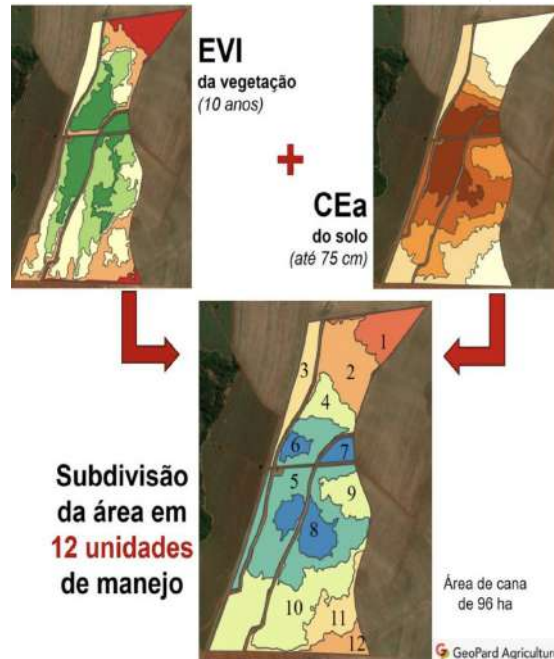 EVI
da vegetação
(10 anos)
+
CEa
do solo
(até 75 cm)
Subdivisão
da área em
12 unidades
de manejo
1
2
3
4
5
6
7
8
9
10
11
12
Área de cana
de 96 ha
GeoPard Agriculture